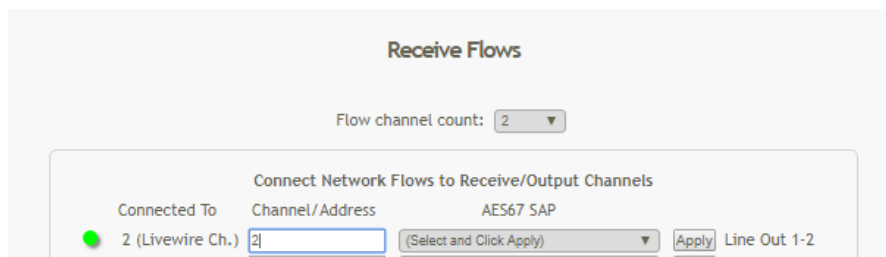 Receive Flows
Flow channel count: 2
Connect Network Flows to Receive/Output Channels
Connected To Channel/Address AES67 SAP
2 (Livewire Ch.) 2 (Select and Click Apply) Apply Line Out 1-2